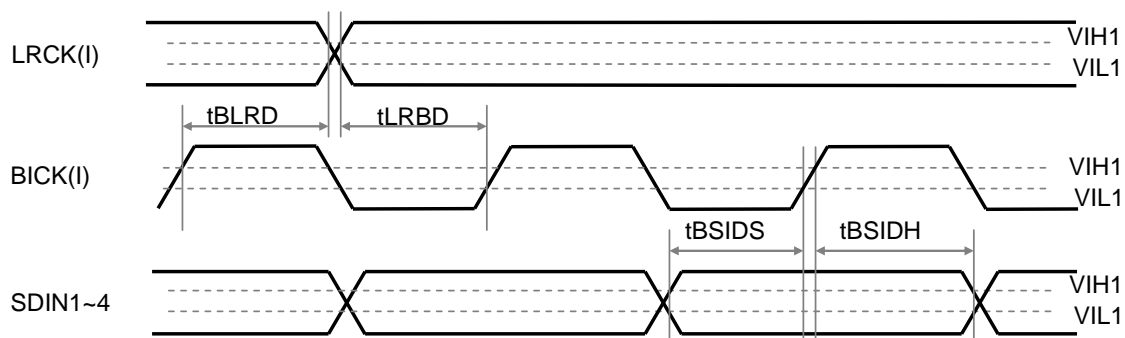 LRCK(I)
VIH1
VIL1
tBLRD
tLRBD
BICK(I)
VIH1
VIL1
tBSIDS
tBSIDH
SDIN1~4
VIH1
VIL1